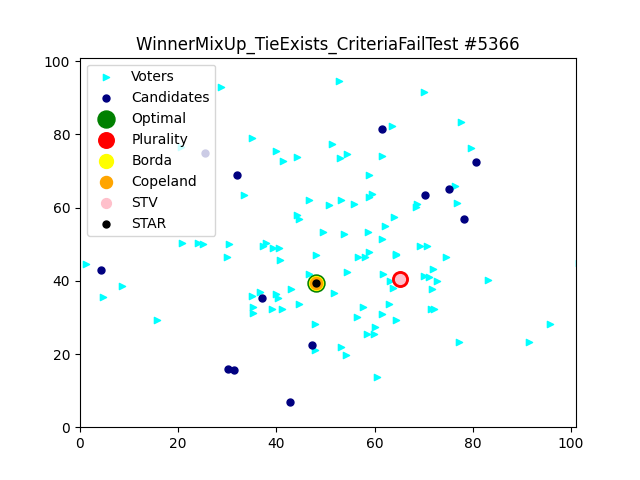 WinnerMixUp_TieExists_CriteriaFailTest #5366
100
80
60
40
20
0
Voters
Candidates
Optimal
Plurality
Borda
Copeland
STV
STAR
0 20 40 60 80 100